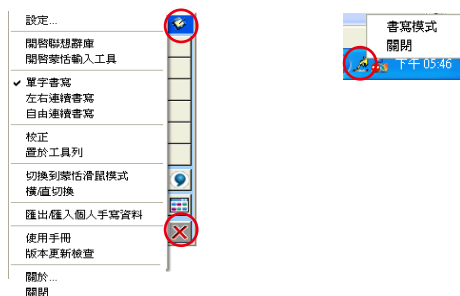 設定...
開啓聯想辭庫
開啓蒙恬輸入工具
單字書寫
左右連續書寫
自由連續書寫
校正
置於工具列
切換到蒙恬滑鼠模式
橫/直切換
匯出/匯入個人手寫資料
使用手冊
版本更新檢查
關於...
關閉
書寫模式
關閉
下午 05:46